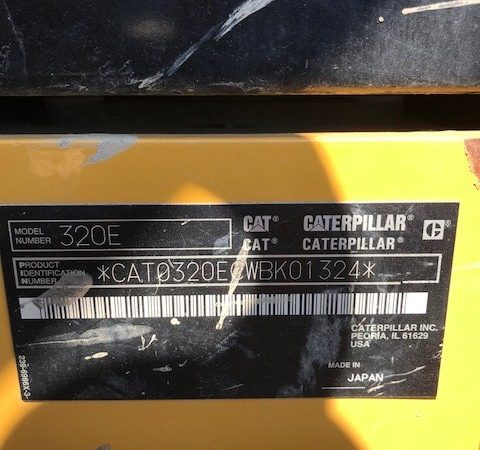 MODEL NUMBER 320E
CAT® CATERPILLAR®
CAT® CATERPILLAR®
PRODUCT IDENTIFICATION NUMBER *CAT0320ECWBK01324*
CATERPILLAR INC.
PEORIA, IL 61629
USA
MADE IN
JAPAN